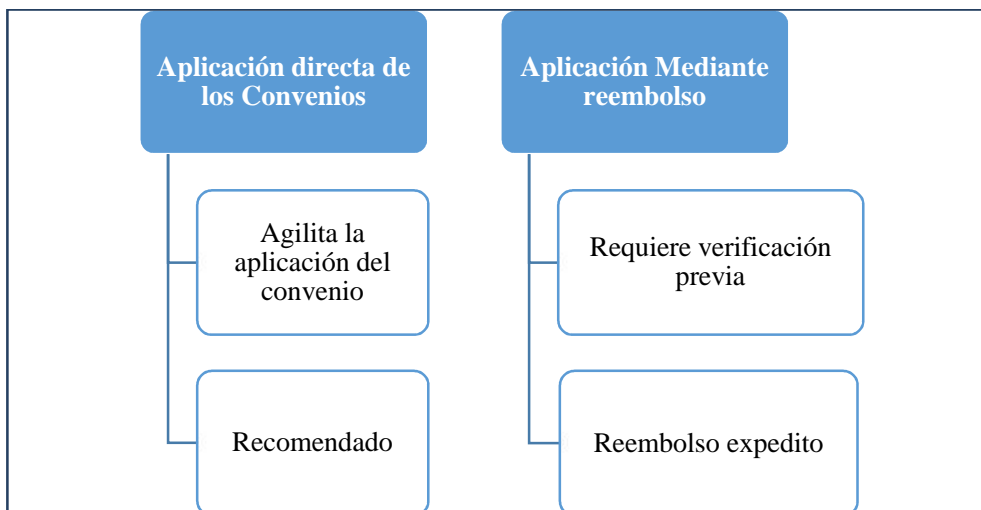 Aplicación directa de
los Convenios
Agilita la
aplicación del
convenio
Recomendado
Aplicación Mediante
reembolso
Requiere verificación
previa
Reembolso expedito